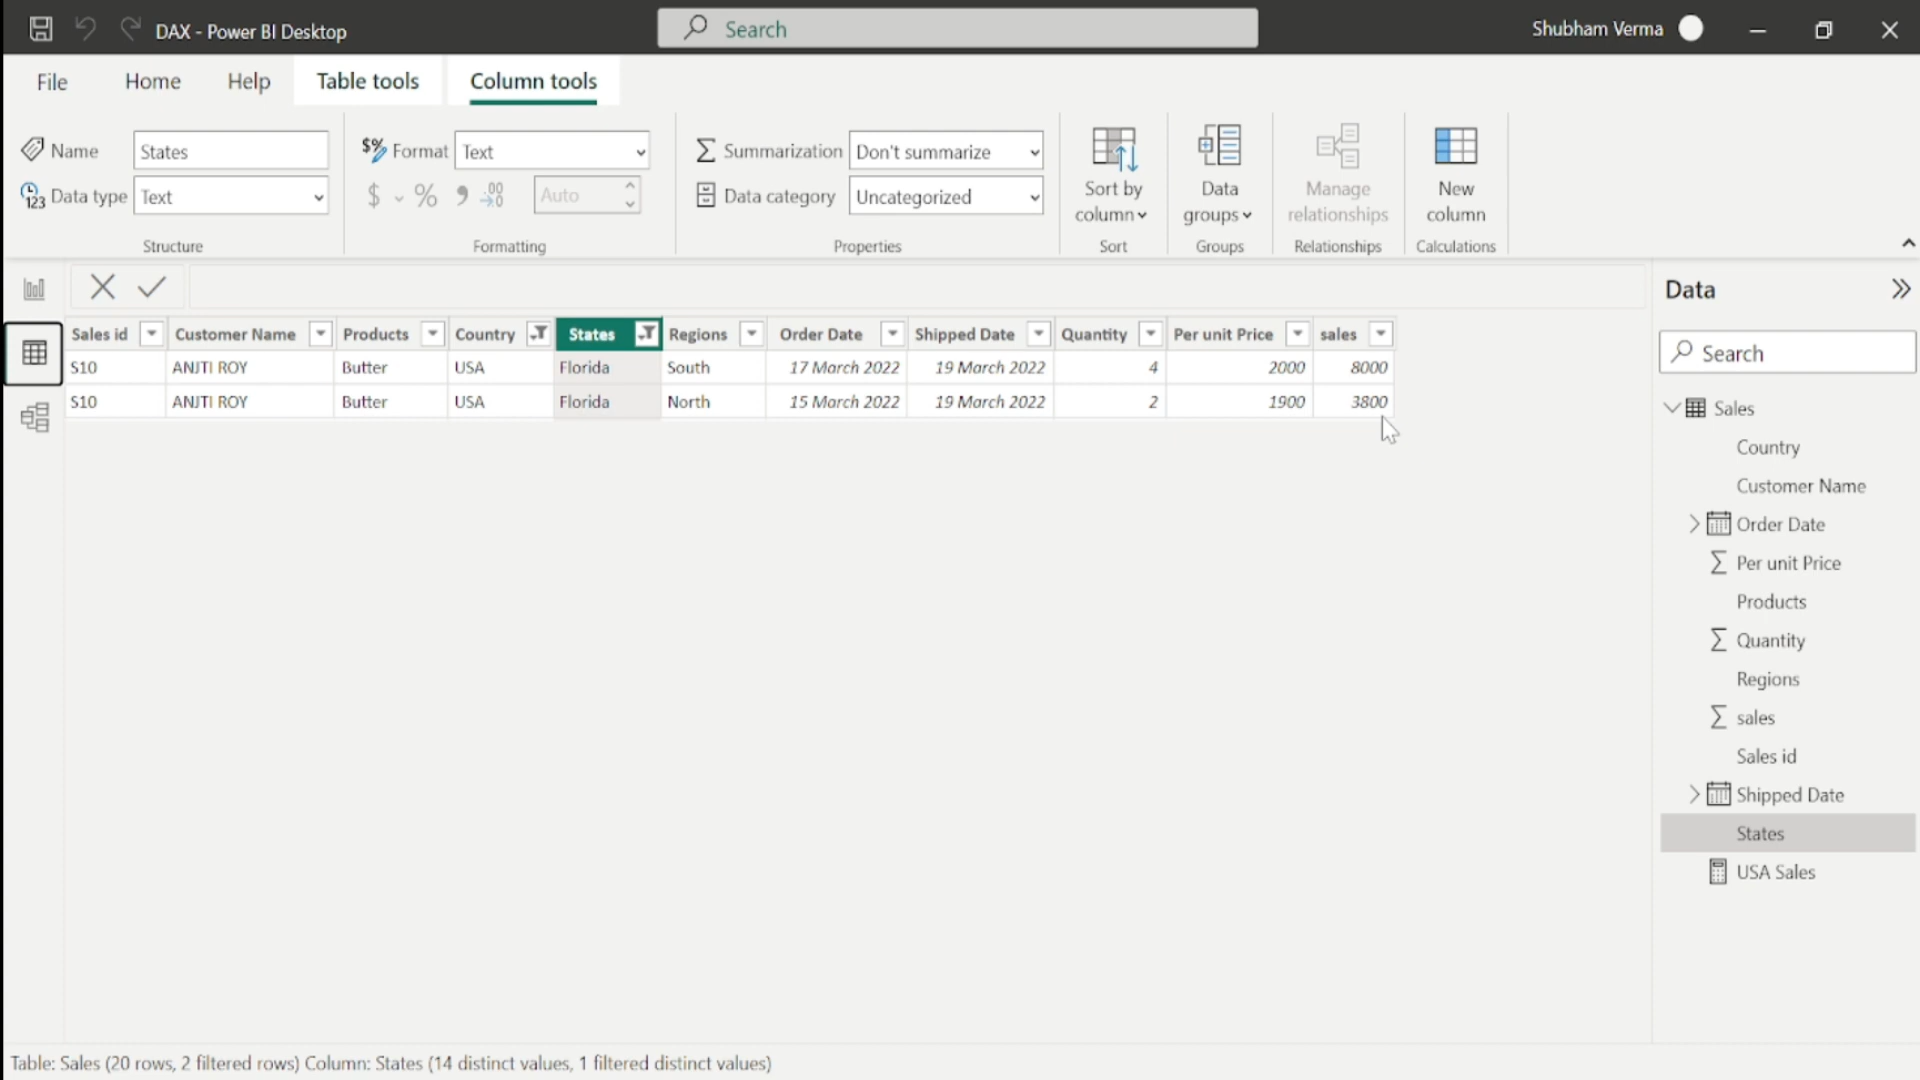 DAX - Power BI Desktop
Search
Shubham Verma
File Home Help Table tools Column tools
Name States
Data type Text
Structure
$% Format Text
$ % 9 .00 Auto
Formatting
Summarization Don't summarize
Data category Uncategorized
Properties
Sort by
column
Sort
Data
groups
Groups
Manage
relationships
Relationships
New
column
Calculations
Sales id Customer Name Products Country States Regions Order Date Shipped Date Quantity Per unit Price sales
S10 ANJTI ROY Butter USA Florida South 17 March 2022 19 March 2022 4 2000 8000
S10 ANJTI ROY Butter USA Florida North 15 March 2022 19 March 2022 2 1900 3800
Data
Search
Sales
Country
Customer Name
Order Date
Per unit Price
Products
Quantity
Regions
sales
Sales id
Shipped Date
States
USA Sales
Table: Sales (20 rows, 2 filtered rows) Column: States (14 distinct values, 1 filtered distinct values)